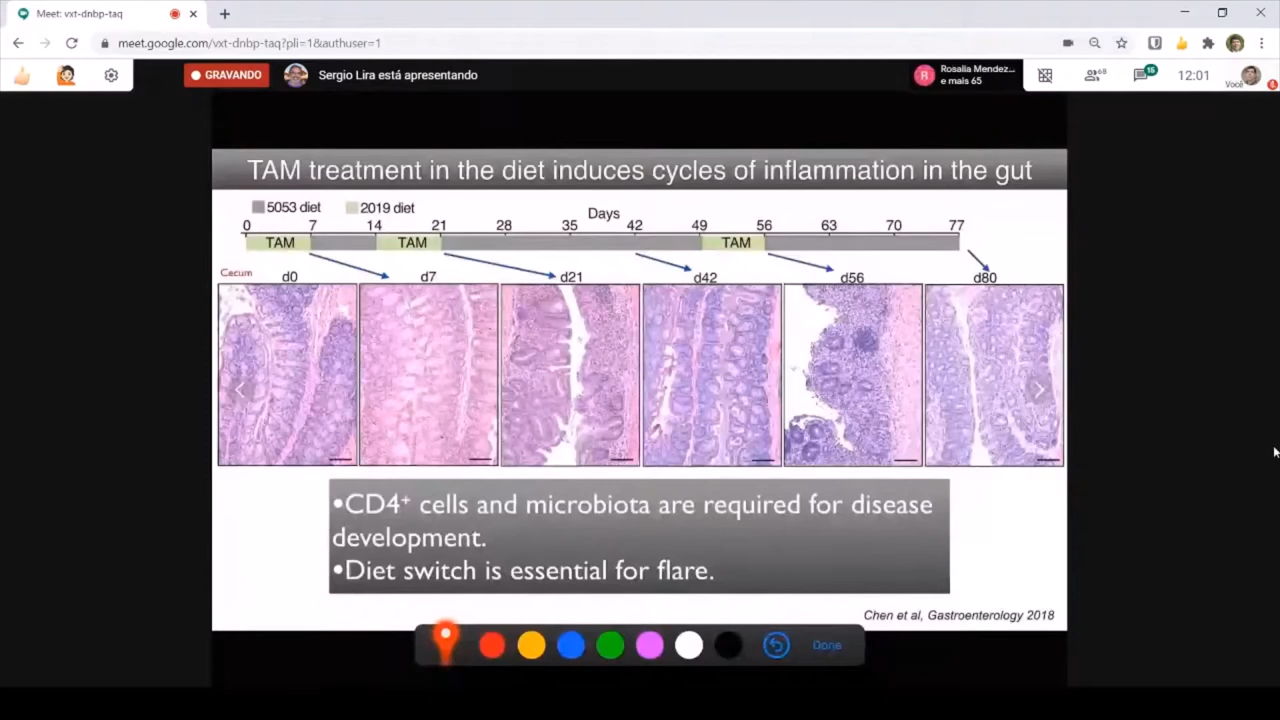 Meet: vxt-dnbp-taq
meet.google.com/vxt-dnbp-taq?pli=1&authuser=1
GRAVANDO
Sergio Lira está apresentando
R
Rosalia Mendez...
e mais 65
68
15
12:01
Você
TAM treatment in the diet induces cycles of inflammation in the gut
5053 diet 2019 diet
Days
0 7 14 21 28 35 42 49 56 63 70 77
TAM TAM TAM
Cecum
d0 d7 d21 d42 d56 d80
•CD4⁺ cells and microbiota are required for disease
development.
•Diet switch is essential for flare.
Chen et al, Gastroenterology 2018
Done